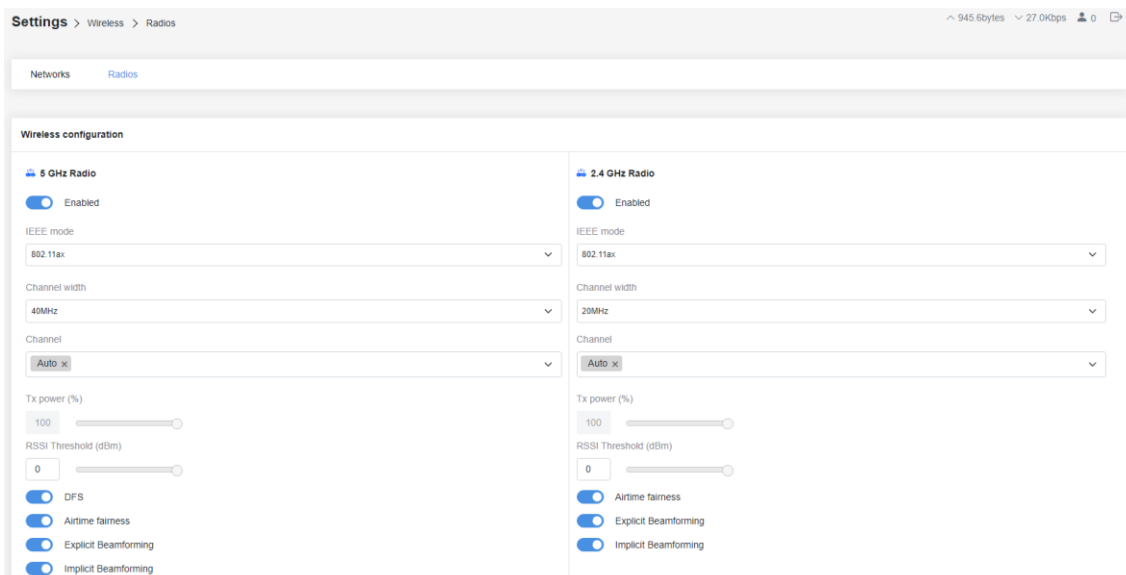 Settings > Wireless > Radios
945.6bytes 27.0Kbps 0
Networks Radios
Wireless configuration
5 GHz Radio
Enabled
IEEE mode
802.11ax
Channel width
40MHz
Channel
Auto ×
Tx power (%)
100
RSSI Threshold (dBm)
0
DFS
Airtime fairness
Explicit Beamforming
Implicit Beamforming
2.4 GHz Radio
Enabled
IEEE mode
802.11ax
Channel width
20MHz
Channel
Auto ×
Tx power (%)
100
RSSI Threshold (dBm)
0
Airtime fairness
Explicit Beamforming
Implicit Beamforming